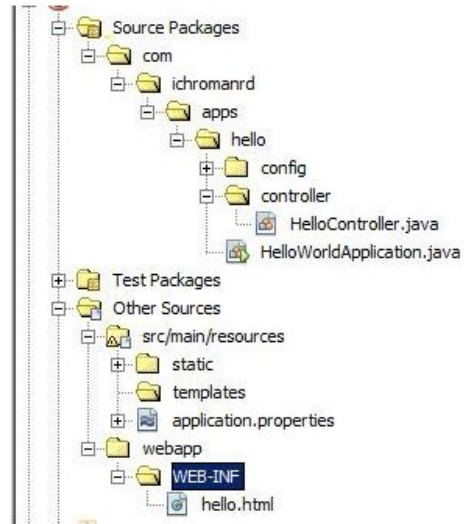 Source Packages
com
ichromanrd
apps
hello
config
controller
HelloController.java
HelloWorldApplication.java
Test Packages
Other Sources
src/main/resources
static
templates
application.properties
webapp
WEB-INF
hello.html